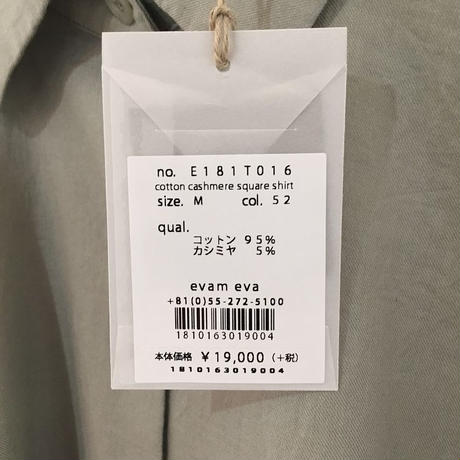 no. E181T016
cotton cashmere square shirt
size. M col. 52
qual.
コットン 95%
カシミヤ 5%
evam eva
+81(0)55-272-5100
1810163019004
本体価格 ¥19,000 (+税)
1810163019004